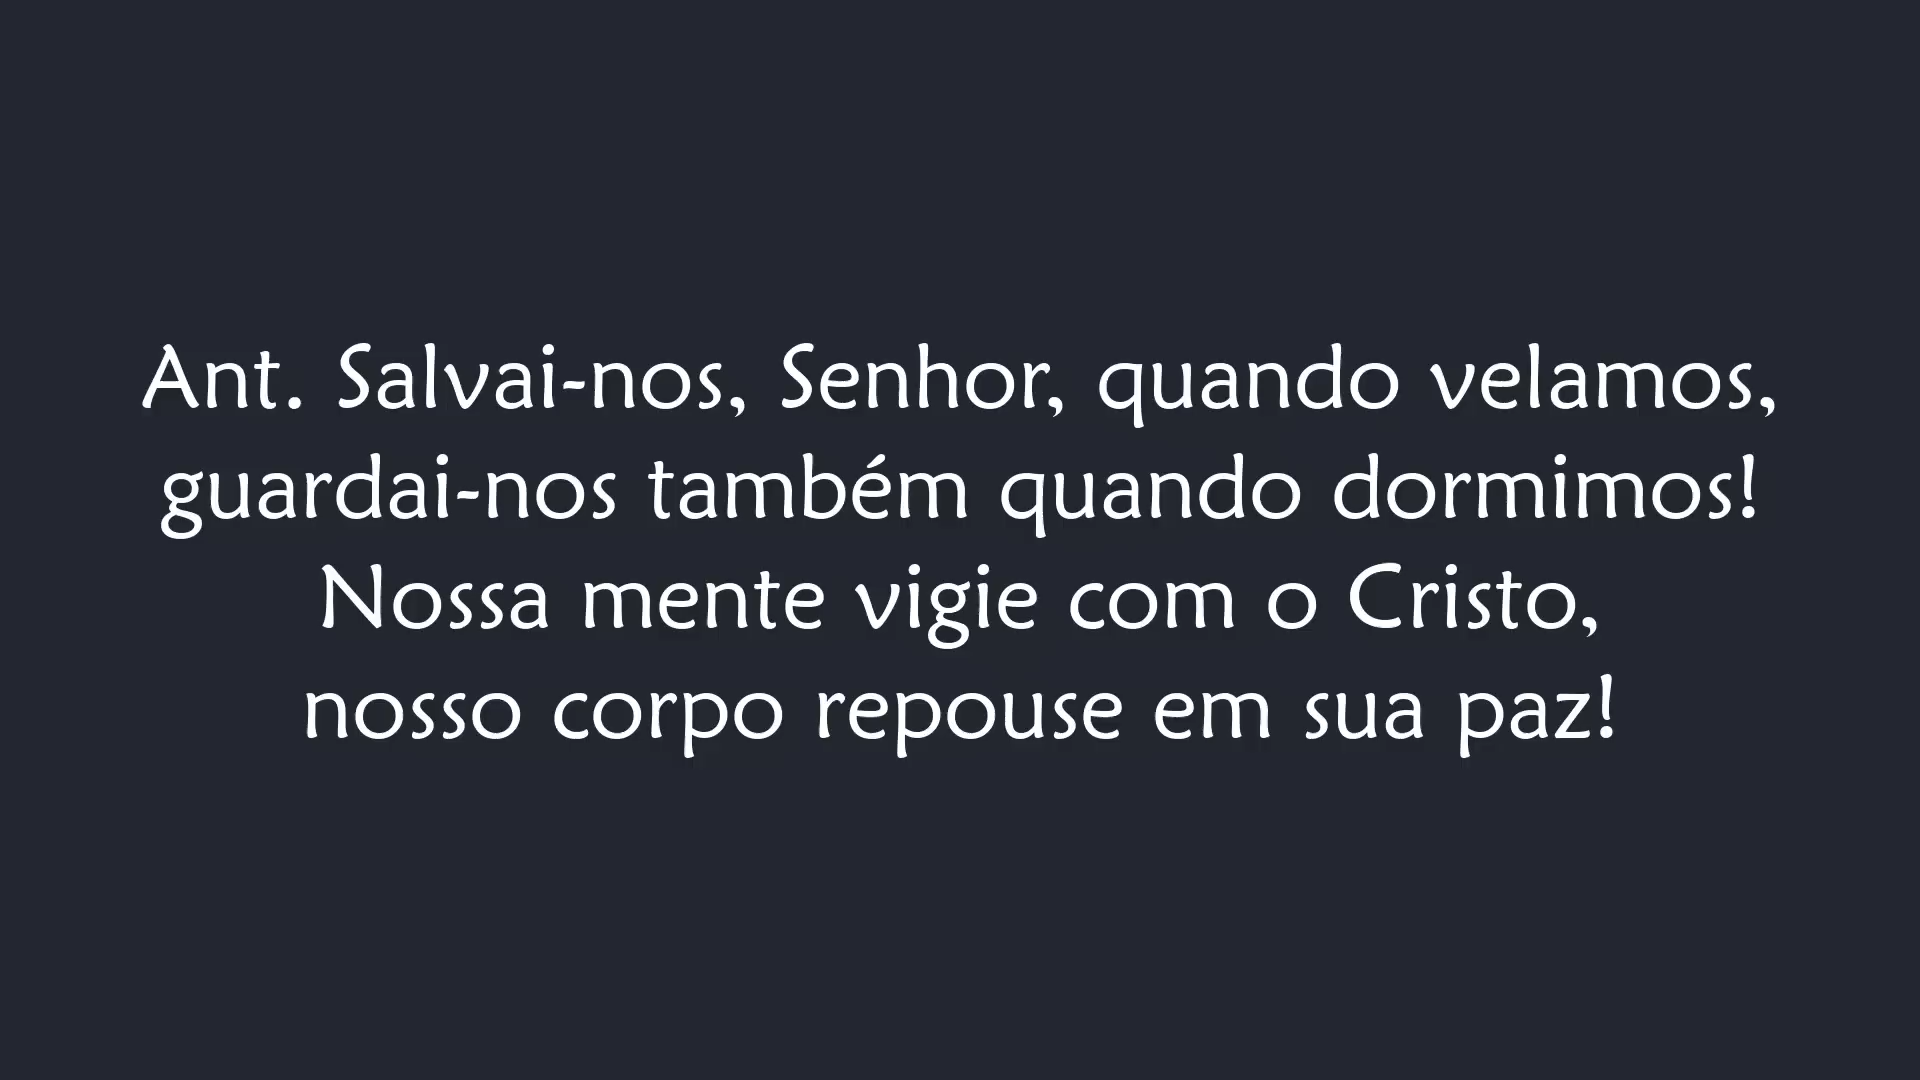 Ant. Salvai-nos, Senhor, quando velamos,
guardai-nos também quando dormimos!
Nossa mente vigie com o Cristo,
nosso corpo repouse em sua paz!